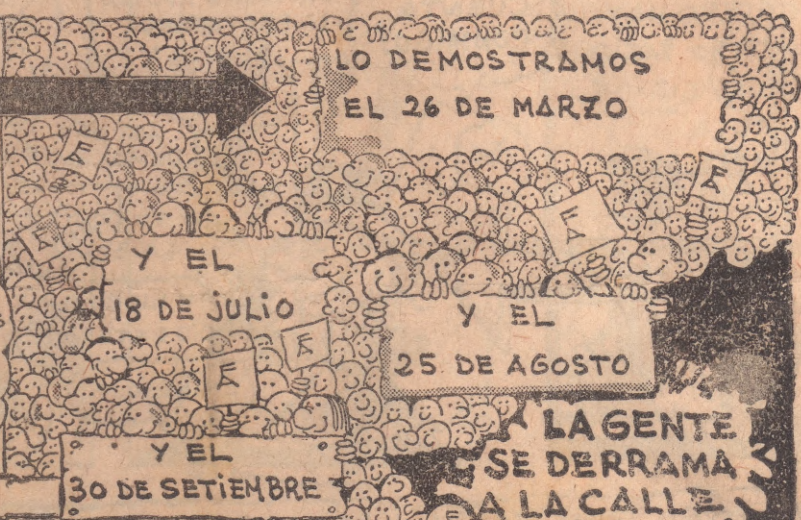 LO DEMOSTRAMOS
EL 26 DE MARZO
Y EL
18 DE JULIO
Y EL
25 DE AGOSTO
Y EL
30 DE SETIEMBRE
LA GENTE
SE DERRAMA
A LA CALLE